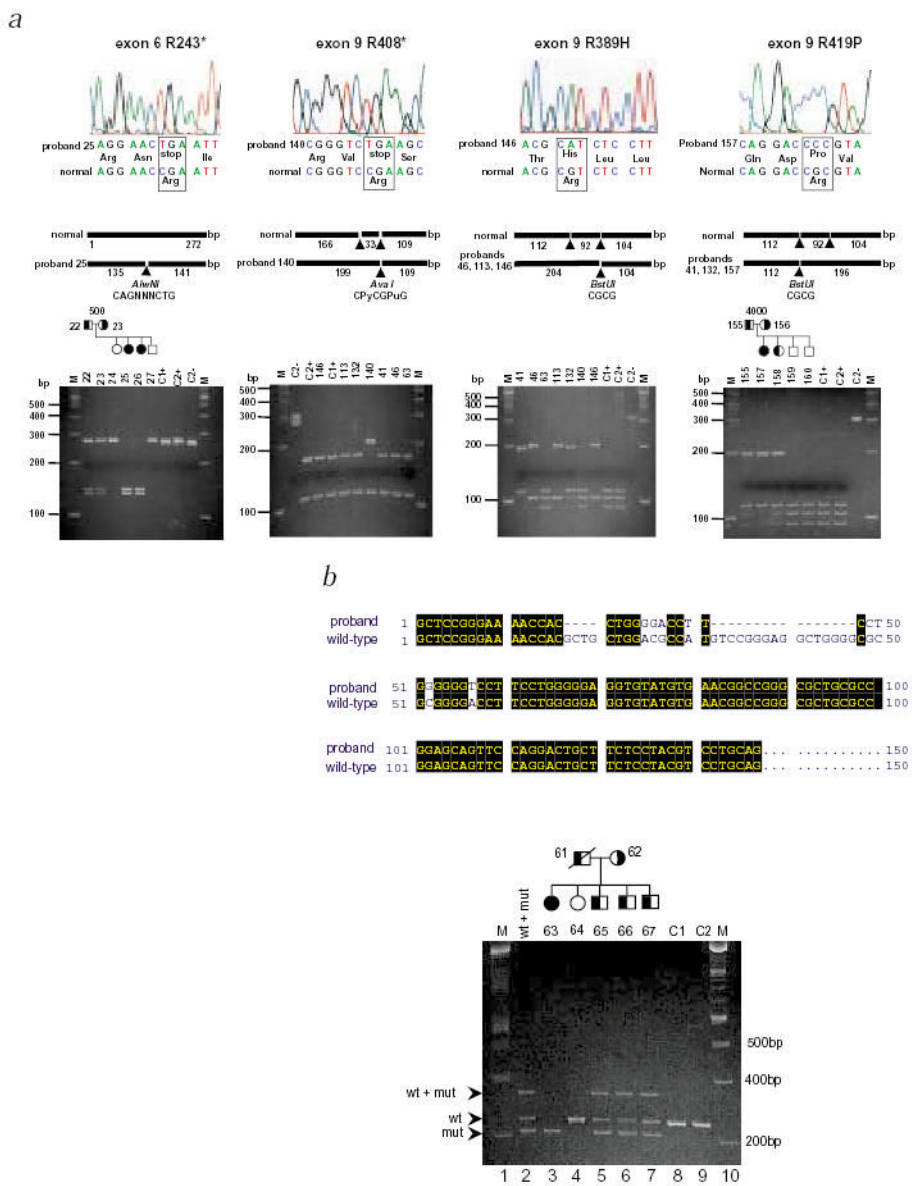 a
exon 6 R243* exon 9 R408* exon 9 R389H exon 9 R419P
proband 25 AGGAACTGAATT proband 140 CGGGTCTGAAGC proband 146 ACGCATCTCCTT Proband 157 CAGGACCCCGTA
Arg Asn stop Ile Arg Val stop Ser Thr His Leu Leu Gln Asp Pro Val
normal AGGAACCGAATT normal CGGGTCCGAAGC normal ACGCGTCTCCTT Normal CAGGACCGCGTA
Arg Arg Arg Arg
normal bp normal bp normal bp normal bp
1 272 166 33 109 112 92 104 112 92 104
proband 25 bp proband 140 bp probands 46, 113, 146 bp probands 41, 132, 157 bp
135 141 199 109 204 104 112 196
AlwNI Ava I BstUI BstUI
CAGNNNCTG CPyCGPuG CGCG CGCG
500 4000
22 23 155 156
bp M 22 23 24 25 26 27 C1+ C2+ C2- M
500
400
300
200
100
bp M C2- C2+ 146 C1+ 113 132 140 41 46 63 M
500
400
300
200
100
bp M 41 46 63 113 132 140 146 C1+ C2+ C2- M
500
400
300
200
100
bp M 155 157 158 159 160 C1+ C2+ C2- M
500
400
300
200
100
b
proband 1 GCTCCGGGAA AACCAC---- CTGGGGACCT T--------- ------CCCT 50
wild-type 1 GCTCCGGGAA AACCACGCTG CTGGACGCCA TGTCCGGGAG GCTGGGGCGC 50
proband 51 GGGGGGTCCT TCCTGGGGGA GGTGTATGTG AACGGCCGGG CGCTGCGCC 100
wild-type 51 GCGGGGACCT TCCTGGGGGA GGTGTATGTG AACGGCCGGG CGCTGCGCC 100
proband 101 GGAGCAGTTC CAGGACTGCT TCTCCTACGT CCTGCAG... .......... 150
wild-type 101 GGAGCAGTTC CAGGACTGCT TCTCCTACGT CCTGCAG... .......... 150
61 62
M wt + mut 63 64 65 66 67 C1 C2 M
500bp
400bp
wt + mut
wt
mut
200bp
1 2 3 4 5 6 7 8 9 10